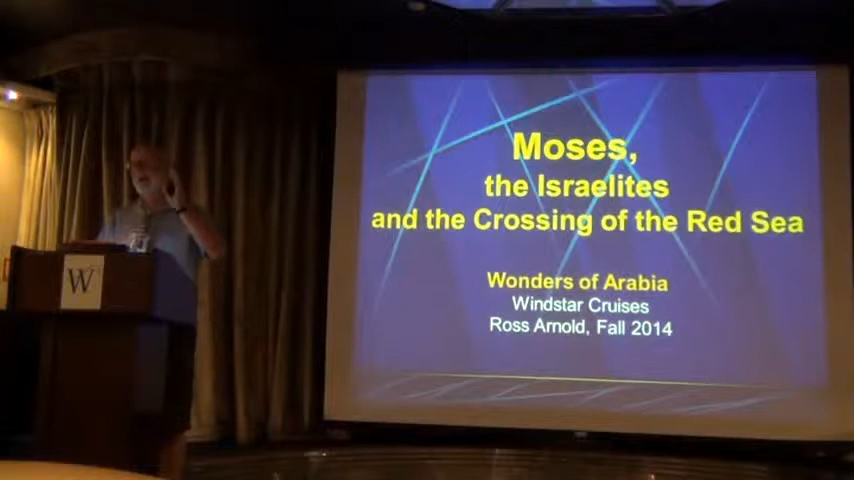 Moses,
the Israelites
and the Crossing of the Red Sea
Wonders of Arabia
Windstar Cruises
Ross Arnold, Fall 2014
W